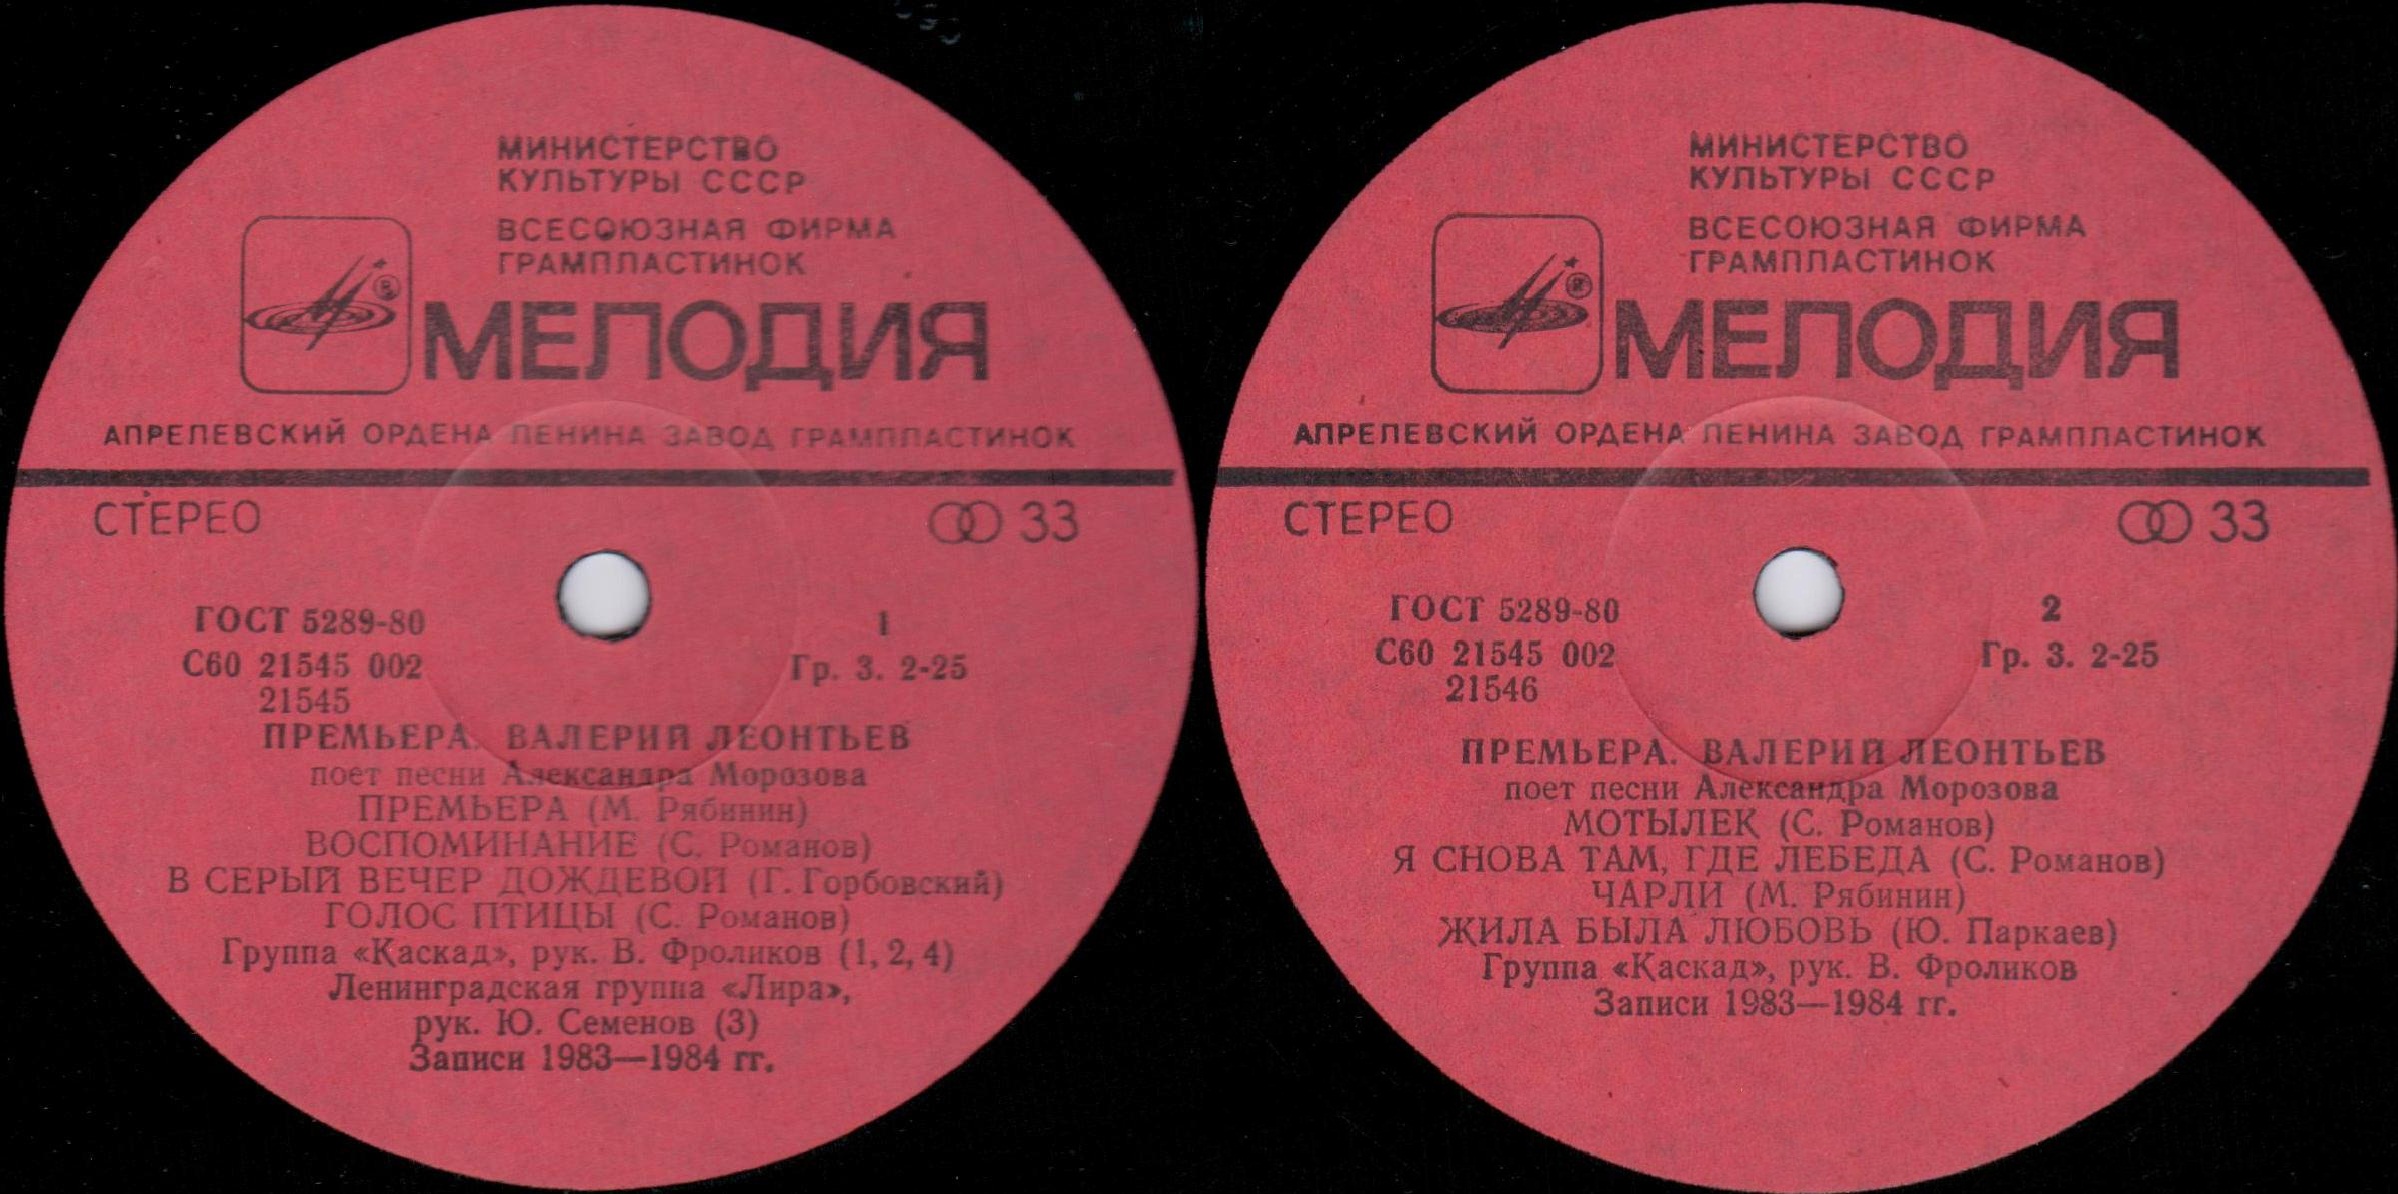 МИНИСТЕРСТВО
КУЛЬТУРЫ СССР
ВСЕСОЮЗНАЯ ФИРМА
ГРАМПЛАСТИНОК
МЕЛОДИЯ
АПРЕЛЕВСКИЙ ОРДЕНА ЛЕНИНА ЗАВОД ГРАМПЛАСТИНОК
СТЕРЕО 33
ГОСТ 5289-80 1
С60 21545 002 Гр. 3. 2-25
21545
ПРЕМЬЕРА. ВАЛЕРИЙ ЛЕОНТЬЕВ
поет песни Александра Морозова
ПРЕМЬЕРА (М. Рябинин)
ВОСПОМИНАНИЕ (С. Романов)
В СЕРЫЙ ВЕЧЕР ДОЖДЕВОЙ (Г. Горбовский)
ГОЛОС ПТИЦЫ (С. Романов)
Группа «Каскад», рук. В. Фроликов (1, 2, 4)
Ленинградская группа «Лира»,
рук. Ю. Семенов (3)
Записи 1983—1984 гг.
МИНИСТЕРСТВО
КУЛЬТУРЫ СССР
ВСЕСОЮЗНАЯ ФИРМА
ГРАМПЛАСТИНОК
МЕЛОДИЯ
АПРЕЛЕВСКИЙ ОРДЕНА ЛЕНИНА ЗАВОД ГРАМПЛАСТИНОК
СТЕРЕО 33
ГОСТ 5289-80 2
С60 21545 002 Гр. 3. 2-25
21546
ПРЕМЬЕРА. ВАЛЕРИЙ ЛЕОНТЬЕВ
поет песни Александра Морозова
МОТЫЛЕК (С. Романов)
Я СНОВА ТАМ, ГДЕ ЛЕБЕДА (С. Романов)
ЧАРЛИ (М. Рябинин)
ЖИЛА БЫЛА ЛЮБОВЬ (Ю. Паркаев)
Группа «Каскад», рук. В. Фроликов
Записи 1983—1984 гг.